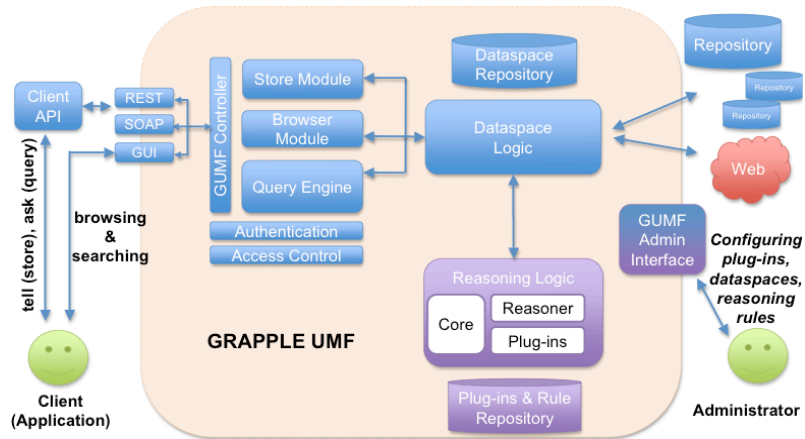 Client
API
REST
SOAP
GUI
tell (store), ask (query)
browsing
&
searching
Client
(Application)
GUMF Controller
Store Module
Browser
Module
Query Engine
Authentication
Access Control
GRAPPLE UMF
Dataspace
Repository
Dataspace
Logic
Reasoning Logic
Core
Reasoner
Plug-ins
Plug-ins & Rule
Repository
Repository
Repository
Repository
Web
GUMF
Admin
Interface
Configuring
plug-ins,
dataspaces,
reasoning
rules
Administrator